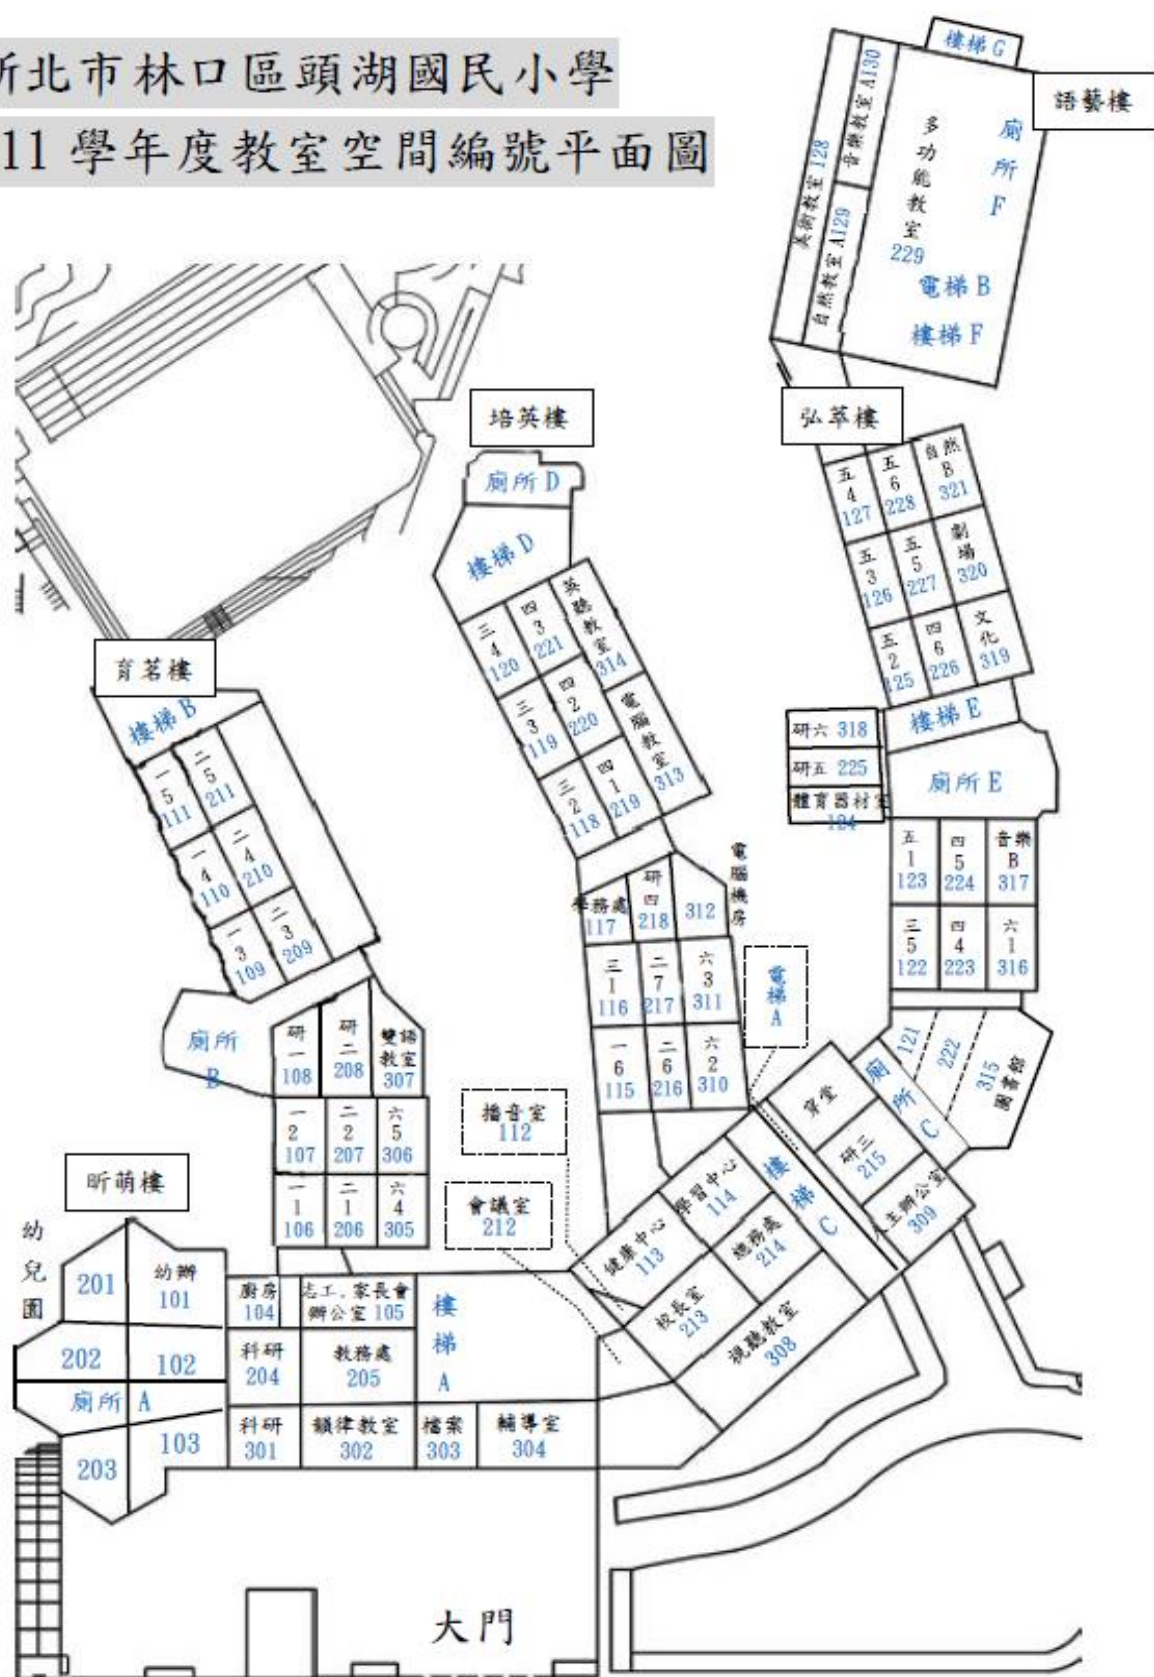 新北市林口區頭湖國民小學
11 學年度教室空間編號平面圖
樓梯 G
語藝樓
美術教室 128
音樂教室 A130
自然教室 A129
多功能教室
229
廁所 F
電梯 B
樓梯 F
培英樓
弘萃樓
廁所 D
樓梯 D
五4 127
五6 228
自然B 321
五3 126
五5 227
劇場 320
五2 125
四6 226
文化 319
樓梯 E
廁所 E
研六 318
研五 225
體育器材室
124
三4 120
四3 221
英聽教室 314
三3 119
四2 220
電腦教室 313
三2 118
四1 219
育茗樓
樓梯 B
一5 111
二5 211
一4 110
二4 210
一3 109
二3 209
廁所
B
五1 123
四5 224
音樂B 317
三5 122
四4 223
六1 316
學務處
117
研四
218
312
電腦機房
三1 116
二7 217
六3 311
一6 115
二6 216
六2 310
電梯A
研一 108
研二 208
雙語教室
307
一2 107
二2 207
六5 306
一1 106
二1 206
六4 305
播音室
112
會議室
212
廁所 C
121
222
315
圖書館
穿堂
研三
215
309
樓梯 C
學習中心
114
健康中心
113
總務處
214
校長室
213
視聽教室
308
昕萌樓
幼兒園
201
幼辦
101
202
102
廁所 A
203
103
廚房
104
志工.家長會
辦公室 105
科研
204
教務處
205
樓梯A
科研
301
韻律教室
302
檔案
303
輔導室
304
大門